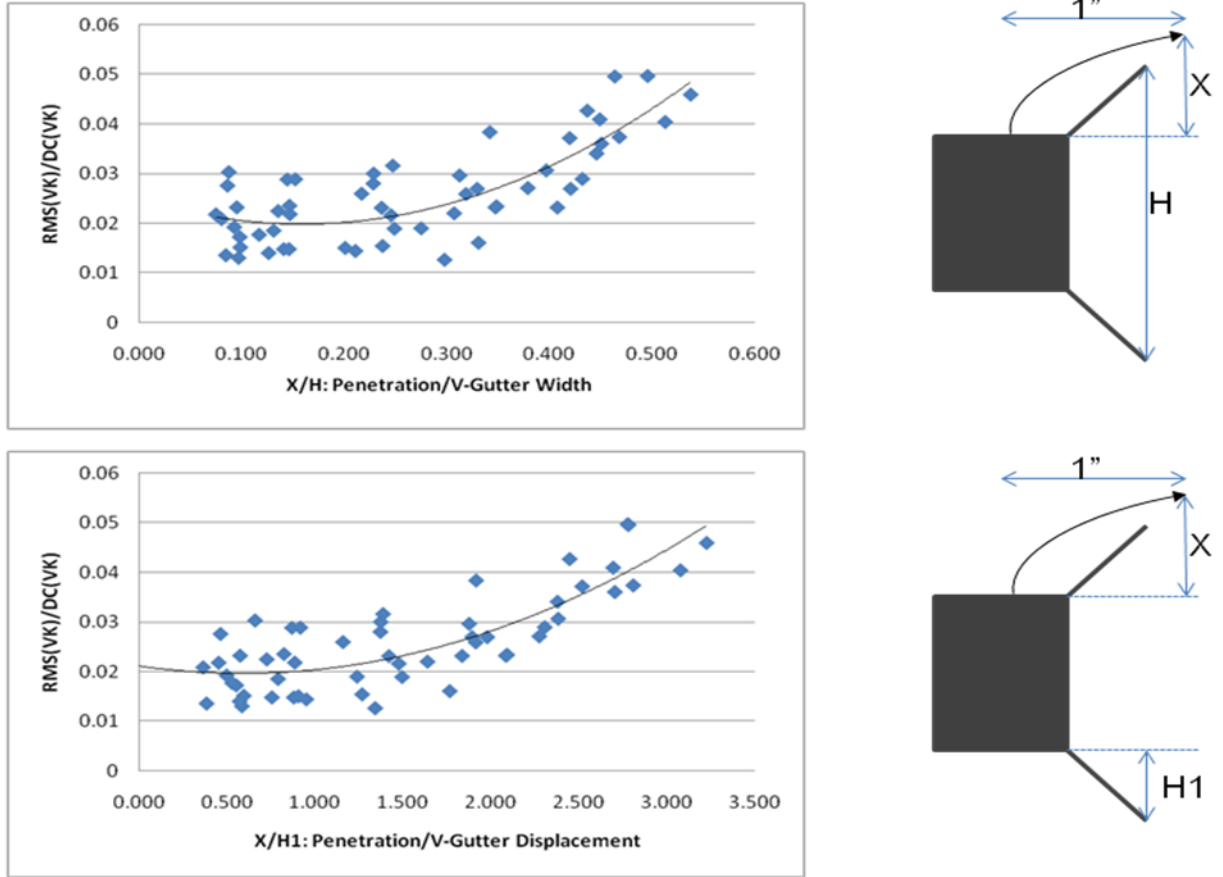 0.06
0.05
0.04
0.03
0.02
0.01
0
RMS(VK)/DC(VK)
0.000 0.100 0.200 0.300 0.400 0.500 0.600
X/H: Penetration/V-Gutter Width
1”
X
H
0.06
0.05
0.04
0.03
0.02
0.01
0
RMS(VK)/DC(VK)
0.000 0.500 1.000 1.500 2.000 2.500 3.000 3.500
X/H1: Penetration/V-Gutter Displacement
1”
X
H1